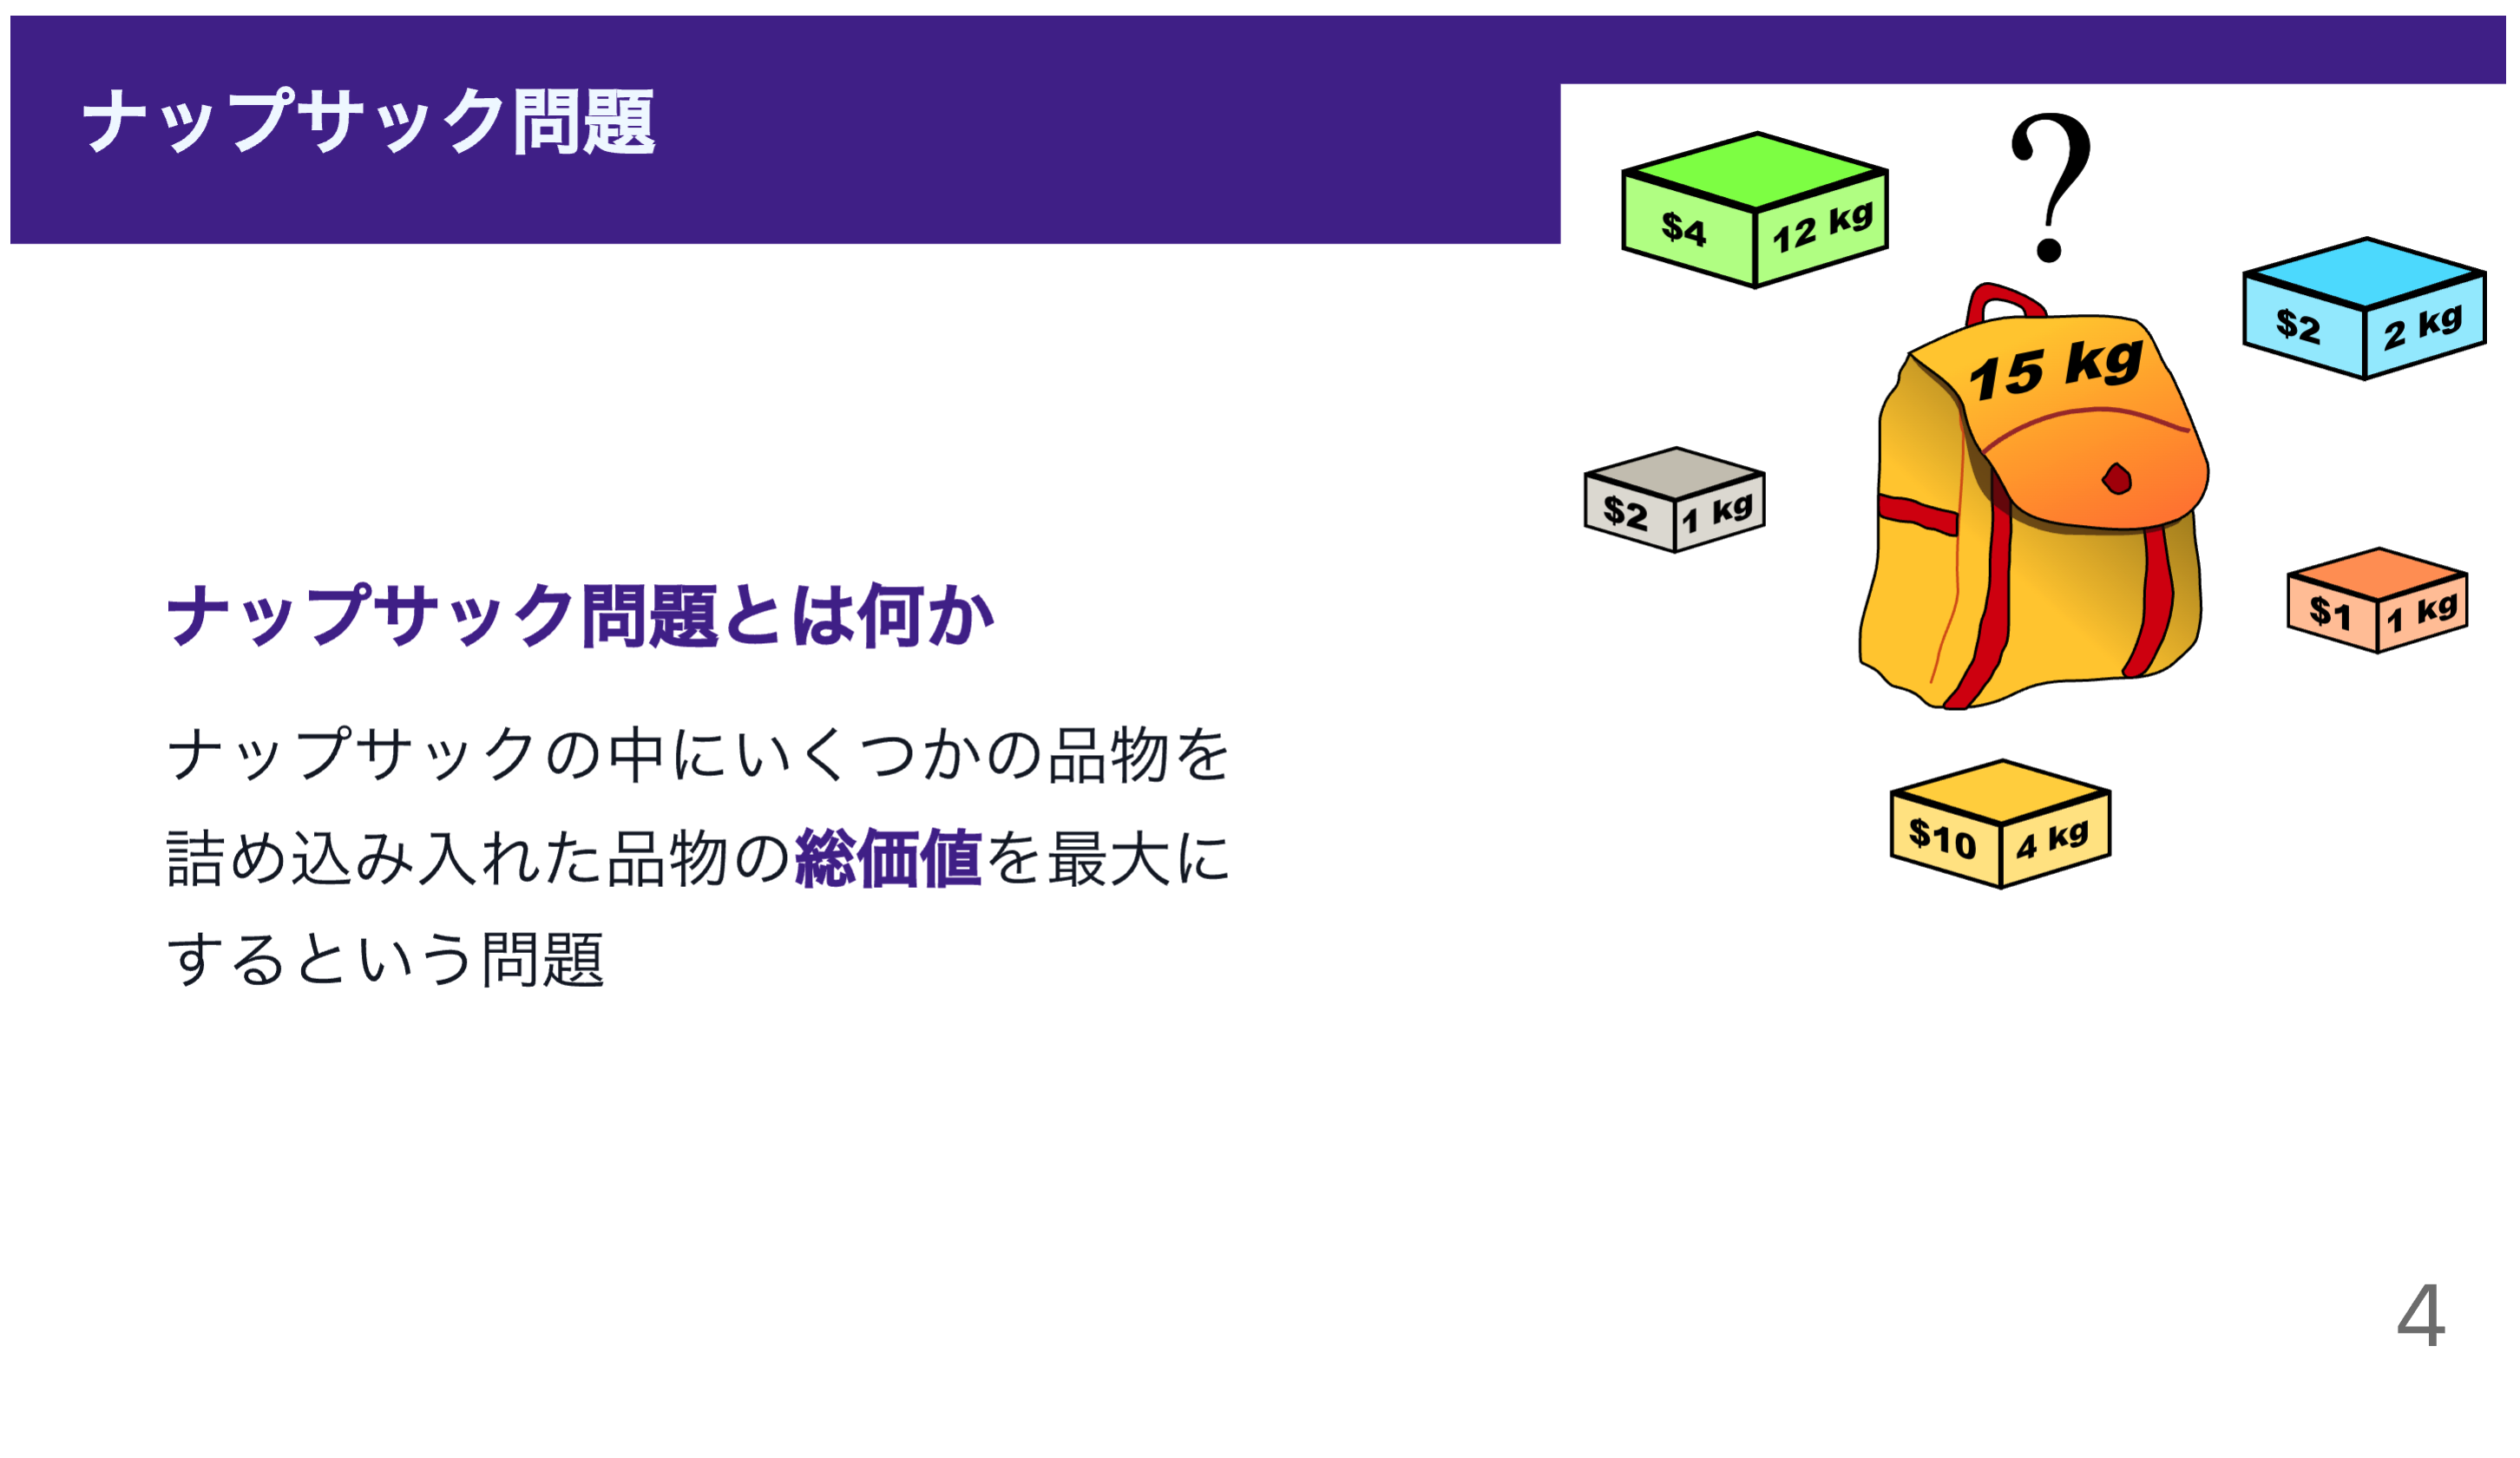 ナップサック問題
?
$4 12 kg
$2 2 kg
15 kg
$2 1 kg
$1 1 kg
$10 4 kg
ナップサック問題とは何か
ナップサックの中にいくつかの品物を
詰め込み入れた品物の総価値を最大に
するという問題
4